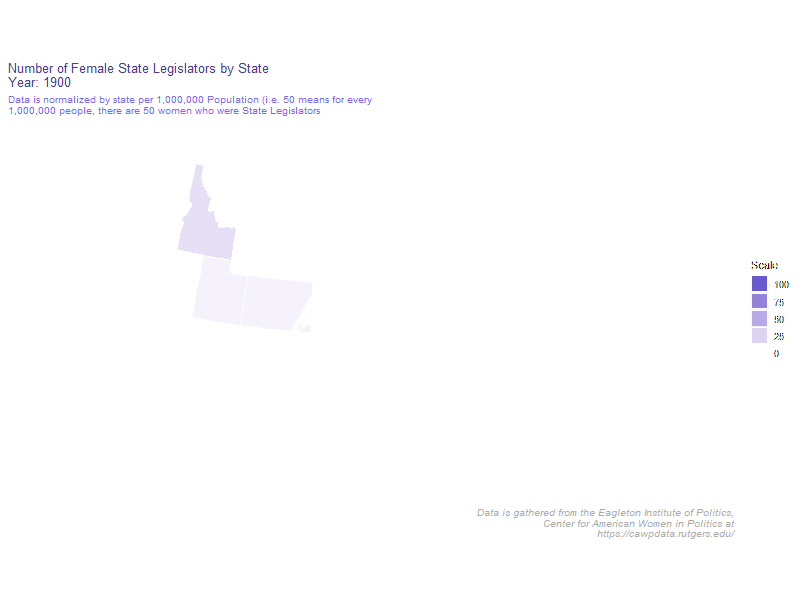 Number of Female State Legislators by State
Year: 1900
Data is normalized by state per 1,000,000 Population (i.e. 50 means for every
1,000,000 people, there are 50 women who were State Legislators
Scale
100
75
50
25
0
Data is gathered from the Eagleton Institute of Politics,
Center for American Women in Politics at
https://cawpdata.rutgers.edu/